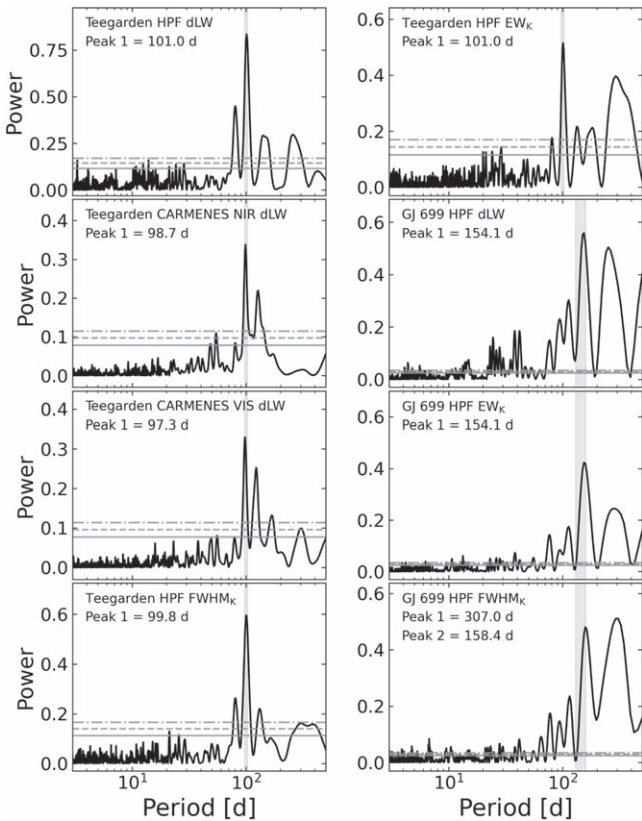 Teegarden HPF dLW
Peak 1 = 101.0 d
Power
0.75
0.50
0.25
0.00
Teegarden HPF EWK
Peak 1 = 101.0 d
0.6
0.4
0.2
0.0
Teegarden CARMENES NIR dLW
Peak 1 = 98.7 d
Power
0.4
0.3
0.2
0.1
0.0
GJ 699 HPF dLW
Peak 1 = 154.1 d
0.6
0.4
0.2
0.0
Teegarden CARMENES VIS dLW
Peak 1 = 97.3 d
Power
0.4
0.3
0.2
0.1
0.0
GJ 699 HPF EWK
Peak 1 = 154.1 d
0.6
0.4
0.2
0.0
Teegarden HPF FWHMK
Peak 1 = 99.8 d
Power
0.6
0.4
0.2
0.0
10^1
10^2
Period [d]
GJ 699 HPF FWHMK
Peak 1 = 307.0 d
Peak 2 = 158.4 d
0.6
0.4
0.2
0.0
10^1
10^2
Period [d]